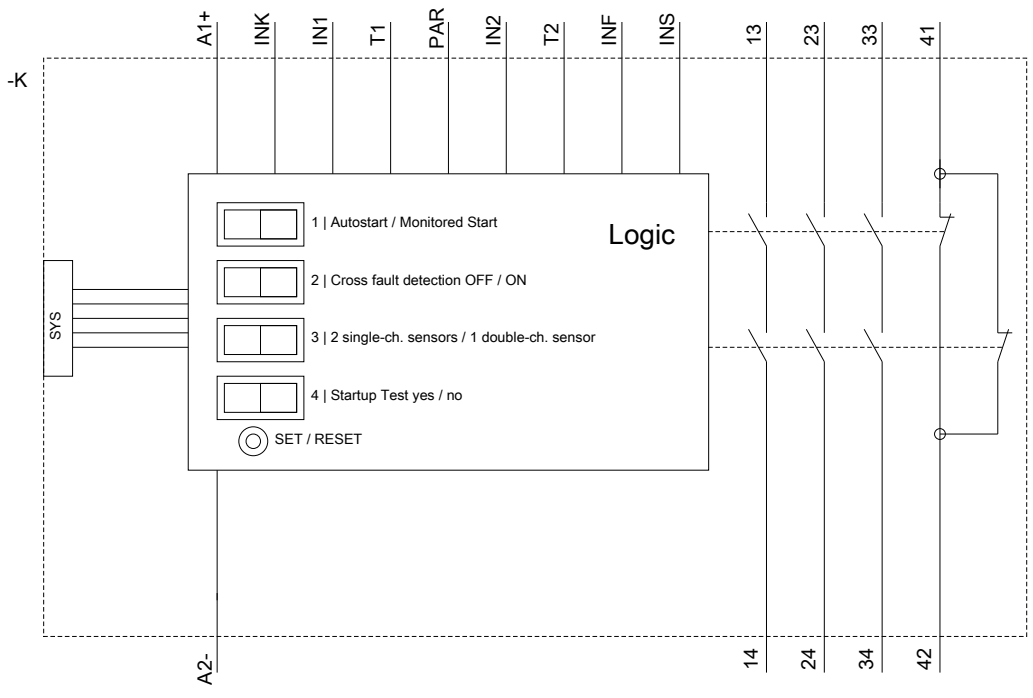 A1+
INK
IN1
T1
PAR
IN2
T2
INF
INS
13
23
33
41
-K
1 | Autostart / Monitored Start
Logic
2 | Cross fault detection OFF / ON
SYS
3 | 2 single-ch. sensors / 1 double-ch. sensor
4 | Startup Test yes / no
SET / RESET
A2-
14
24
34
42